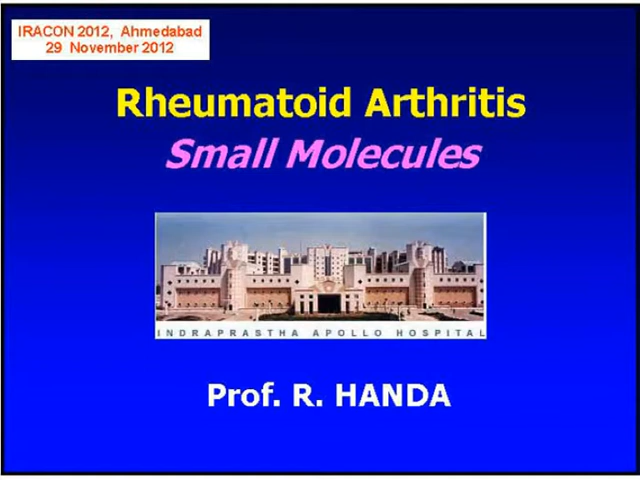 IRACON 2012, Ahmedabad
29 November 2012
Rheumatoid Arthritis
Small Molecules
INDRAPRASTHA APOLLO HOSPITAL
Prof. R. HANDA